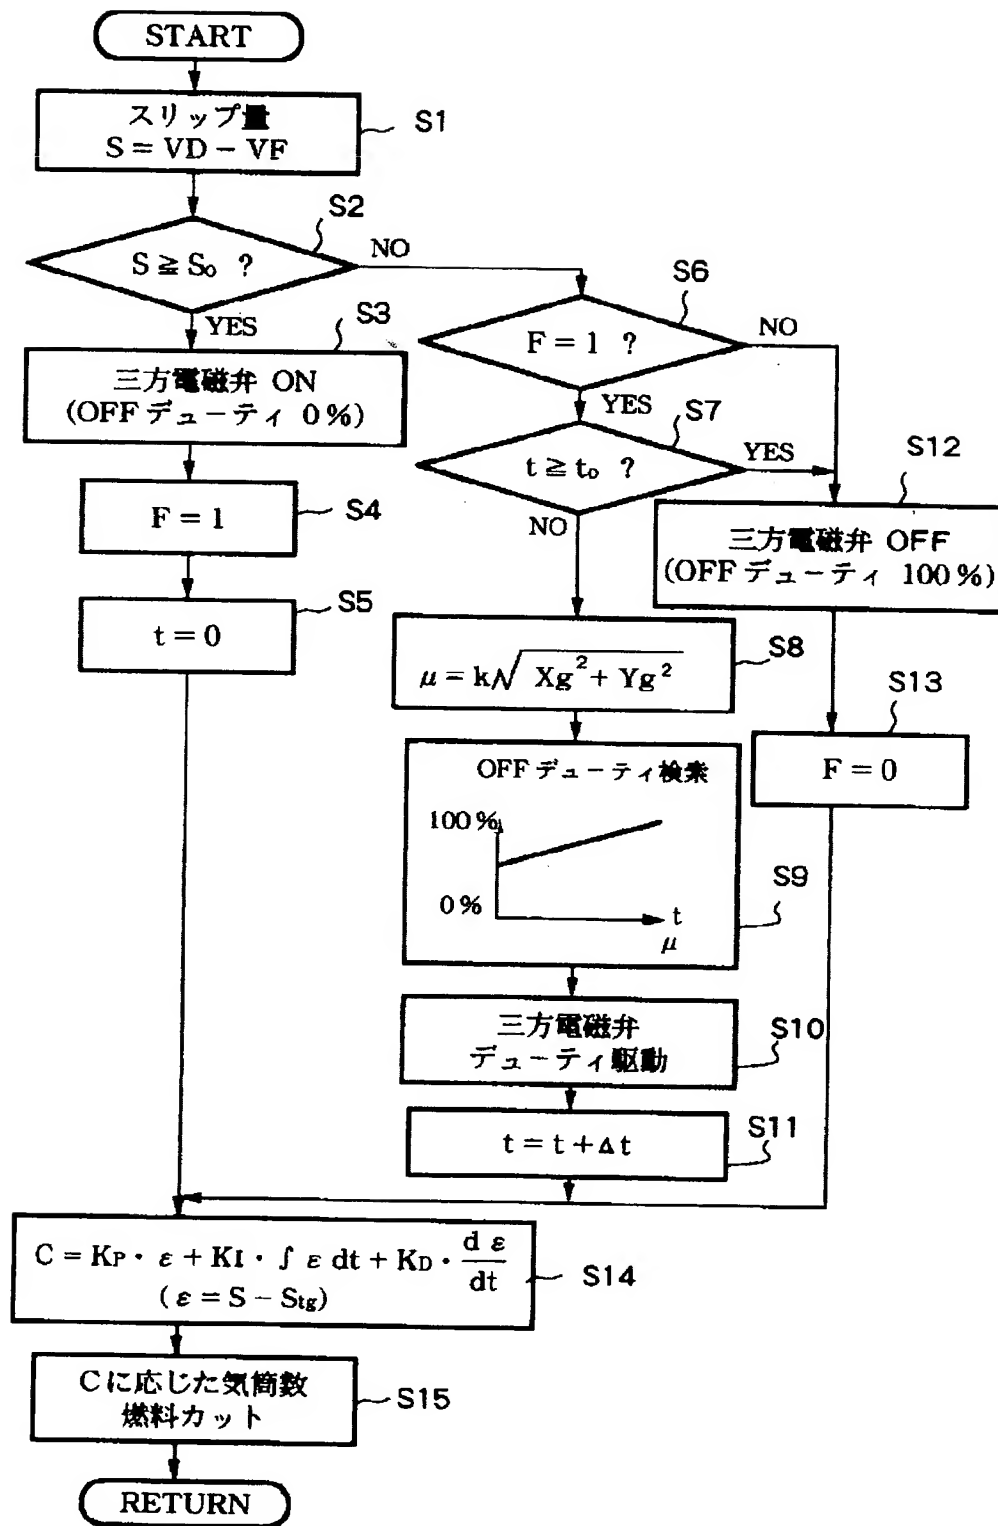 START
スリップ量
S = VD − VF
S1
S ≧ So ?
S2
NO
YES
S3
三方電磁弁 ON
(OFF デューティ 0%)
F = 1
S4
t = 0
S5
F = 1 ?
S6
NO
YES
S7
t ≧ to ?
YES
NO
S12
三方電磁弁 OFF
(OFF デューティ 100%)
μ = k√ Xg² + Yg²
S8
S13
F = 0
OFF デューティ検索
100%
0%
t
μ
S9
三方電磁弁
デューティ駆動
S10
t = t + Δt
S11
C = KP · ε + KI · ∫ ε dt + KD · d ε / dt
( ε = S − Stg)
S14
Cに応じた気筒数
燃料カット
S15
RETURN